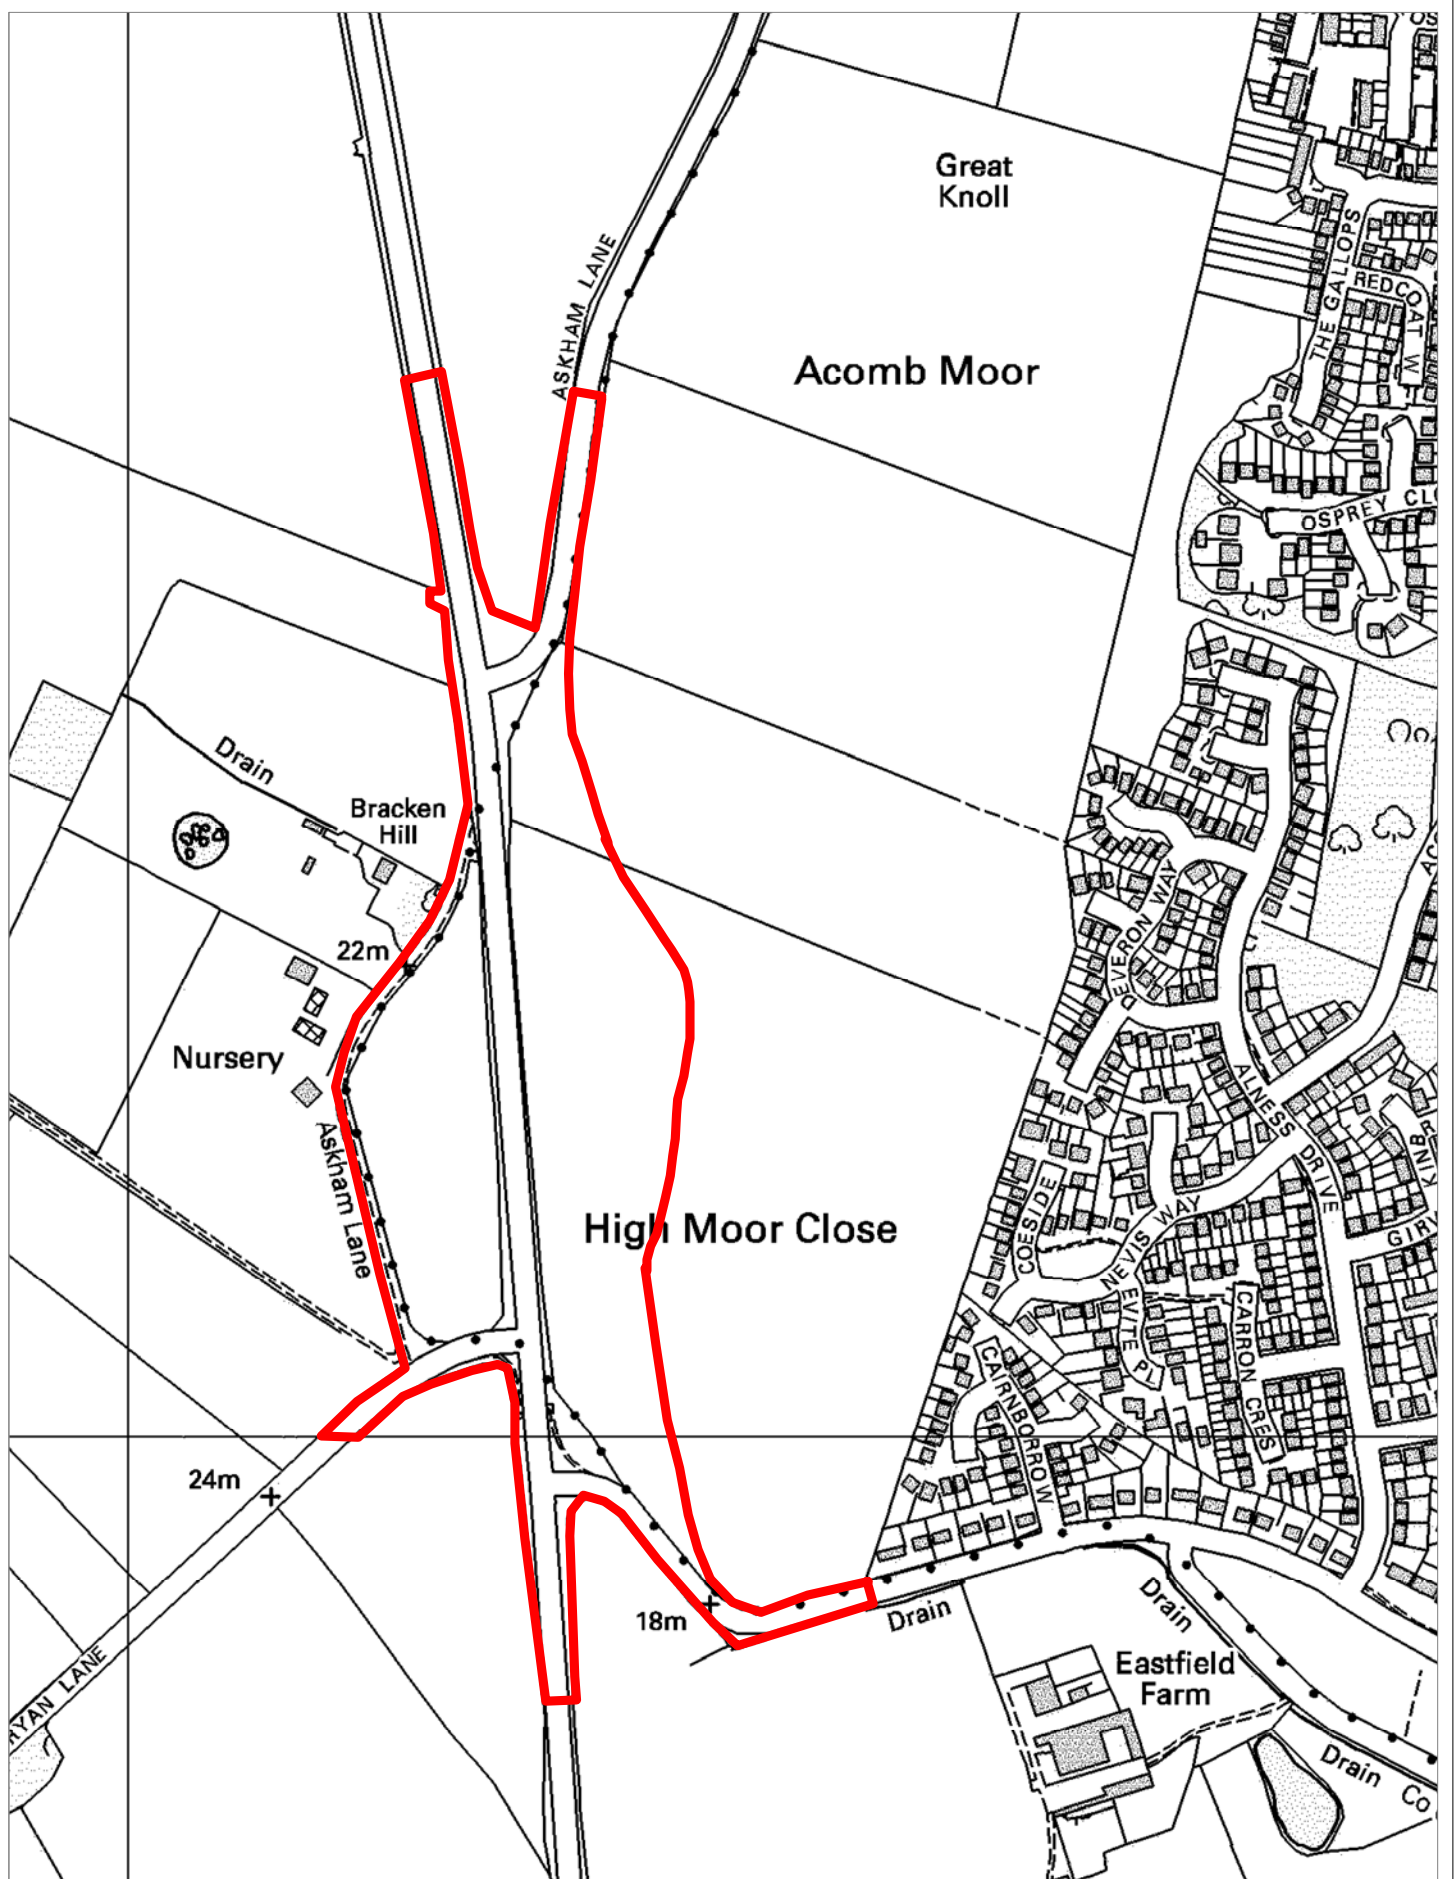 Great
Knoll
ASKHAM LANE
THE GALLOPS
REDCOAT W
Acomb Moor
OSPREY CL
Drain
Bracken
Hill
22m
DEVERON WAY
Nursery
ALNESS DRIVE
Askham Lane
COESIDE
NEVIS WAY
High Moor Close
EVITE PL
CARRON CRES
CAIRNBORROW
24m
18m
Drain
Drain
Eastfield
Farm
RYAN LANE
Drain
Co